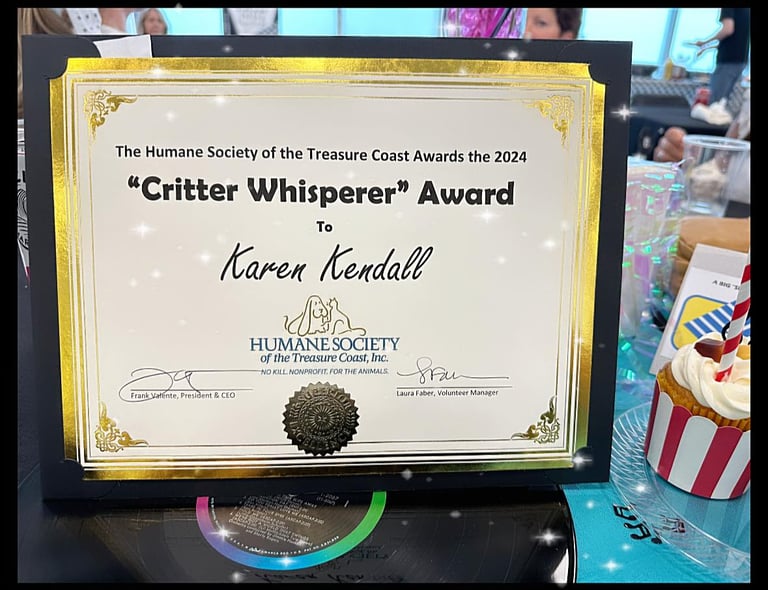 The Humane Society of the Treasure Coast Awards the 2024
“Critter Whisperer” Award
To
Karen Kendall
HUMANE SOCIETY
of the Treasure Coast, Inc.
NO KILL. NONPROFIT. FOR THE ANIMALS.
Frank Valente, President & CEO
Laura Faber, Volunteer Manager
A BIG